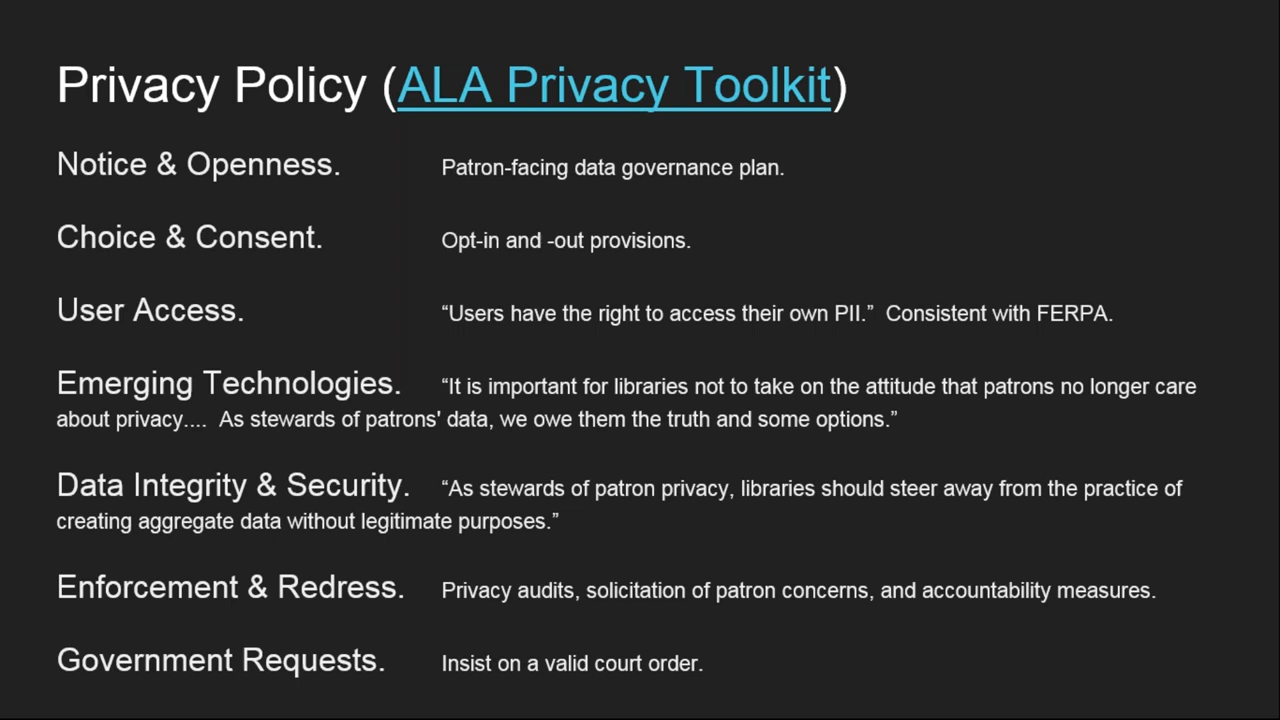 Privacy Policy (ALA Privacy Toolkit)
Notice & Openness. Patron-facing data governance plan.
Choice & Consent. Opt-in and -out provisions.
User Access. “Users have the right to access their own PII.”  Consistent with FERPA.
Emerging Technologies. “It is important for libraries not to take on the attitude that patrons no longer care
about privacy....  As stewards of patrons' data, we owe them the truth and some options.”
Data Integrity & Security. “As stewards of patron privacy, libraries should steer away from the practice of
creating aggregate data without legitimate purposes.”
Enforcement & Redress. Privacy audits, solicitation of patron concerns, and accountability measures.
Government Requests. Insist on a valid court order.